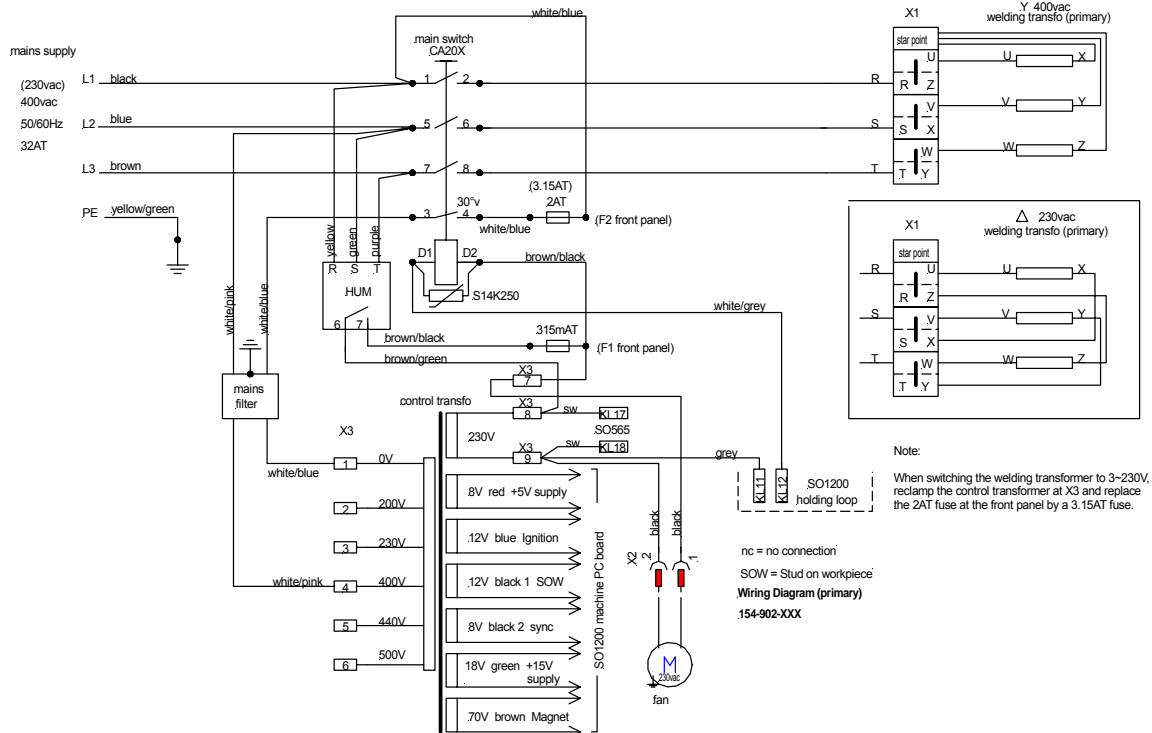 white/blue
X1
Y 400vac
welding transfo (primary)
main switch
CA20X
mains supply
star point
(230vac)
400vac
50/60Hz
32AT
L1 black
1 2
R
R Z
U
U X
L2 blue
5 6
S
S X
V
V Y
L3 brown
7 8
T
T Y
W
W Z
PE yellow/green
3 4
30°v
white/blue
(3.15AT)
2AT
(F2 front panel)
yellow
green
purple
R S T
HUM
6 7
D1 D2
brown/black
S14K250
white/grey
white/pink
white/blue
brown/black
brown/green
315mAT
(F1 front panel)
mains
filter
△ 230vac
welding transfo (primary)
X1
star point
R
U
R Z
U X
S
V
S X
V Y
T
W
T Y
W Z
control transfo
X3
7
X3
8
sw
KL17
SO565
230V
sw
KL18
X3
9
grey
KL11
KL12
SO1200
holding loop
Note:
When switching the welding transformer to 3~230V,
reclamp the control transformer at X3 and replace
the 2AT fuse at the front panel by a 3.15AT fuse.
X3
white/blue
1 0V
2 200V
3 230V
white/pink
4 400V
5 440V
6 500V
8V red +5V supply
12V blue Ignition
12V black 1 SOW
8V black 2 sync
18V green +15V
supply
70V brown Magnet
SO1200 machine PC board
black
black
X2
2
1
M
230vac
fan
nc = no connection
SOW = Stud on workpiece
Wiring Diagram (primary)
154-902-XXX